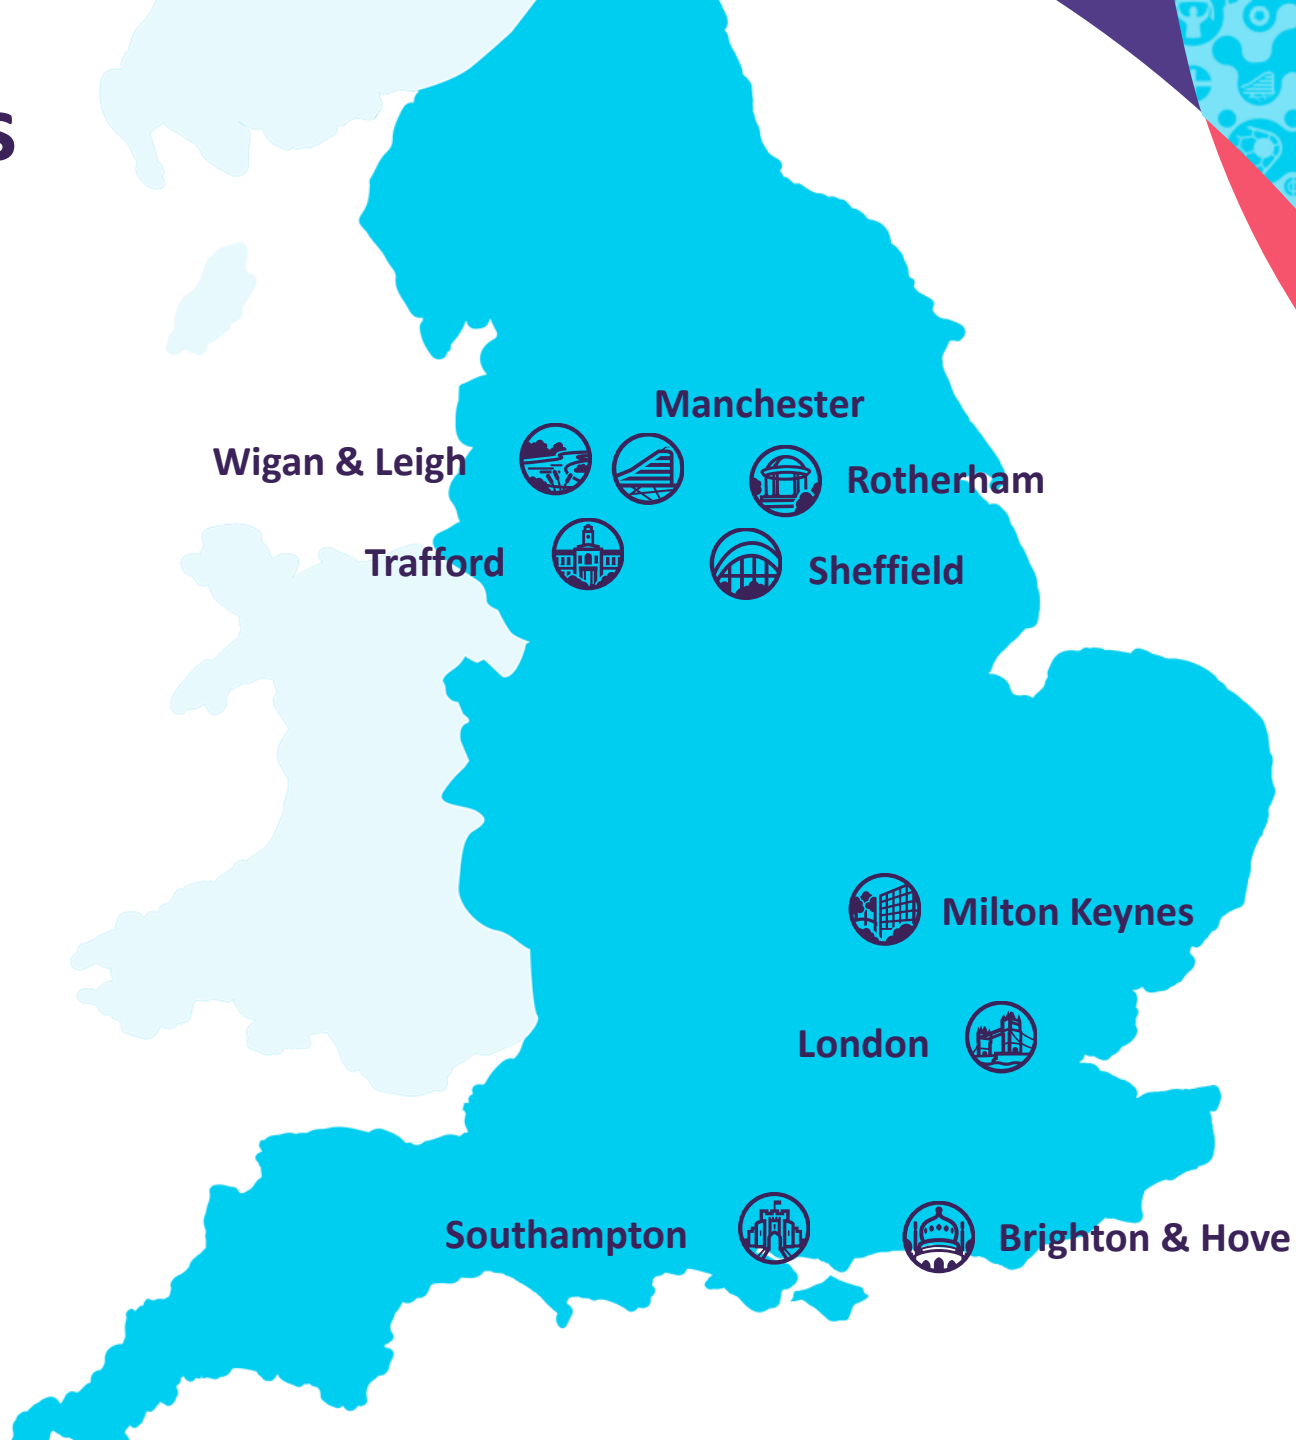 s
Manchester
Wigan & Leigh
Rotherham
Trafford
Sheffield
Milton Keynes
London
Southampton
Brighton & Hove